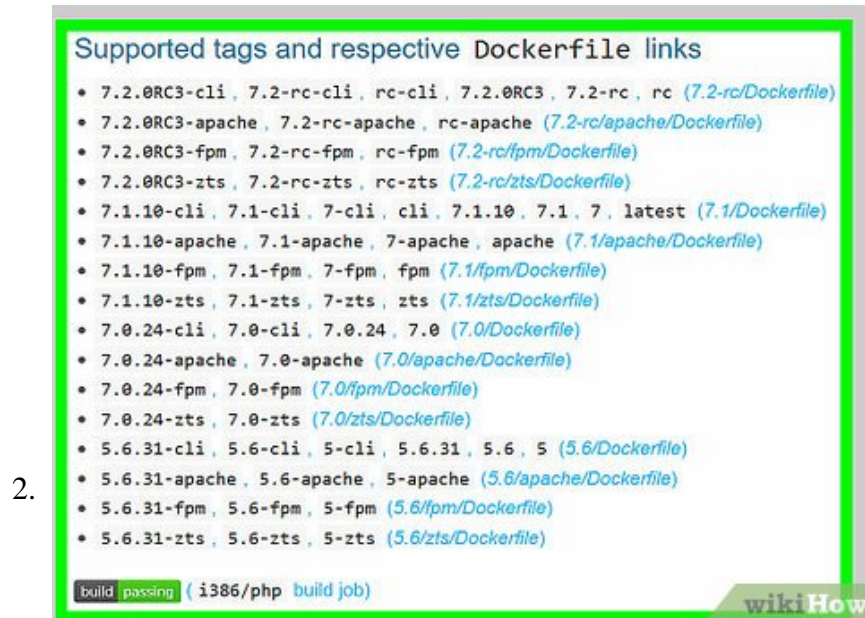 Supported tags and respective Dockerfile links
• 7.2.0RC3-cli, 7.2-rc-cli, rc-cli, 7.2.0RC3, 7.2-rc, rc (7.2-rc/Dockerfile)
• 7.2.0RC3-apache, 7.2-rc-apache, rc-apache (7.2-rc/apache/Dockerfile)
• 7.2.0RC3-fpm, 7.2-rc-fpm, rc-fpm (7.2-rc/fpm/Dockerfile)
• 7.2.0RC3-zts, 7.2-rc-zts, rc-zts (7.2-rc/zts/Dockerfile)
• 7.1.10-cli, 7.1-cli, 7-cli, cli, 7.1.10, 7.1, 7, latest (7.1/Dockerfile)
• 7.1.10-apache, 7.1-apache, 7-apache, apache (7.1/apache/Dockerfile)
• 7.1.10-fpm, 7.1-fpm, 7-fpm, fpm (7.1/fpm/Dockerfile)
• 7.1.10-zts, 7.1-zts, 7-zts, zts (7.1/zts/Dockerfile)
• 7.0.24-cli, 7.0-cli, 7.0.24, 7.0 (7.0/Dockerfile)
• 7.0.24-apache, 7.0-apache (7.0/apache/Dockerfile)
• 7.0.24-fpm, 7.0-fpm (7.0/fpm/Dockerfile)
• 7.0.24-zts, 7.0-zts (7.0/zts/Dockerfile)
• 5.6.31-cli, 5.6-cli, 5-cli, 5.6.31, 5.6, 5 (5.6/Dockerfile)
2. • 5.6.31-apache, 5.6-apache, 5-apache (5.6/apache/Dockerfile)
• 5.6.31-fpm, 5.6-fpm, 5-fpm (5.6/fpm/Dockerfile)
• 5.6.31-zts, 5.6-zts, 5-zts (5.6/zts/Dockerfile)
build passing (i386/php build job)
wikiHow